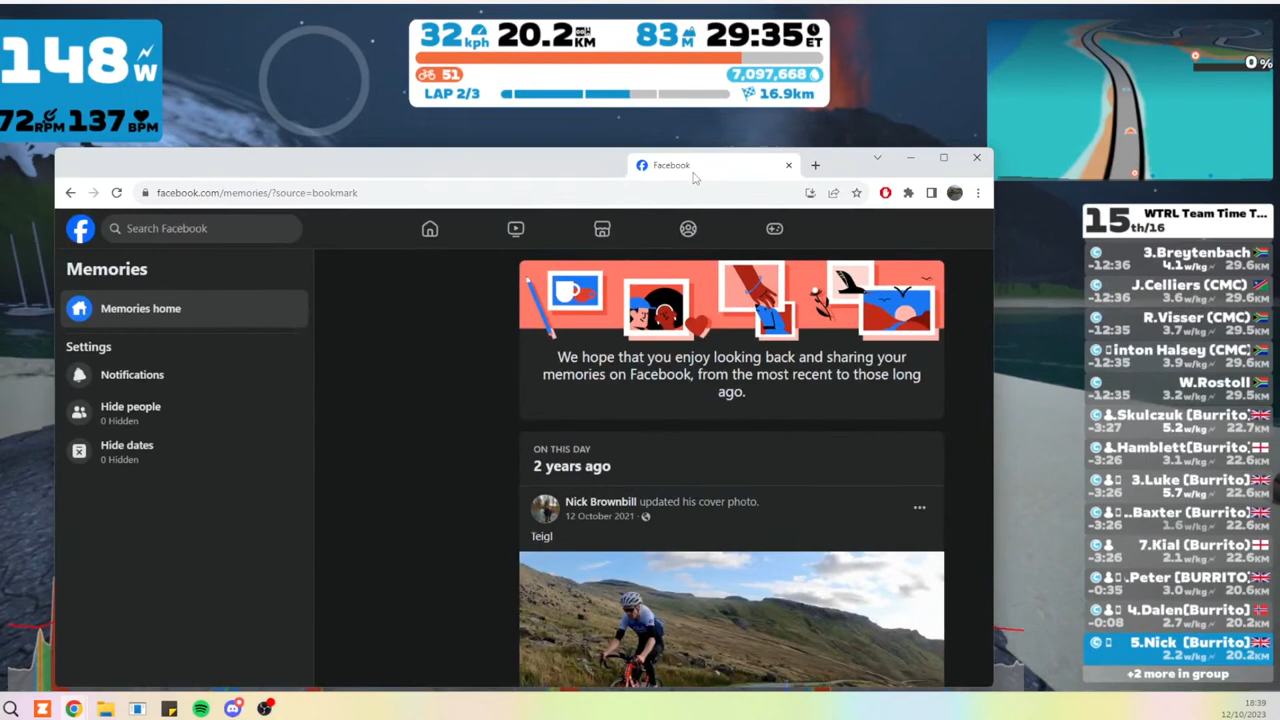 148W
72RPM 137BPM
32kph 20.2KM 83M 29:35ET
51 7,097,668
LAP 2/3 16.9km
0 %
Facebook
facebook.com/memories/?source=bookmark
Search Facebook
Memories
Memories home
Settings
Notifications
Hide people
0 Hidden
Hide dates
0 Hidden
We hope that you enjoy looking back and sharing your
memories on Facebook, from the most recent to those long
ago.
ON THIS DAY
2 years ago
Nick Brownbill updated his cover photo.
12 October 2021
Teigl
15th/16 WTRL Team Time T...
3.Breytenbach
-12:36 4.1w/kg 29.6KM
J.Celliers (CMC)
-12:36 3.6w/kg 29.6KM
R.Visser (CMC)
-12:35 3.7w/kg 29.5KM
inton Halsey (CMC)
-12:35 3.9w/kg 29.6KM
W.Rostoll
-12:35 3.2w/kg 29.5KM
.Skulczuk [Burrito]
-3:27 5.2w/kg 22.7KM
.Hamblett[Burrito]
-3:26 3.1w/kg 22.6KM
3.Luke (Burrito)
-3:26 5.7w/kg 22.6KM
..Baxter (Burrito)
-3:26 1.6w/kg 22.6KM
7.Kial (Burrito)
-3:26 2.1w/kg 22.6KM
.Peter [BURRITO]
-0:35 3.0w/kg 20.6KM
4.Dalen(Burrito)
-0:08 2.7w/kg 20.2KM
5.Nick (Burrito)
2.2w/kg 20.2KM
+2 more in group
18:39
12/10/2023